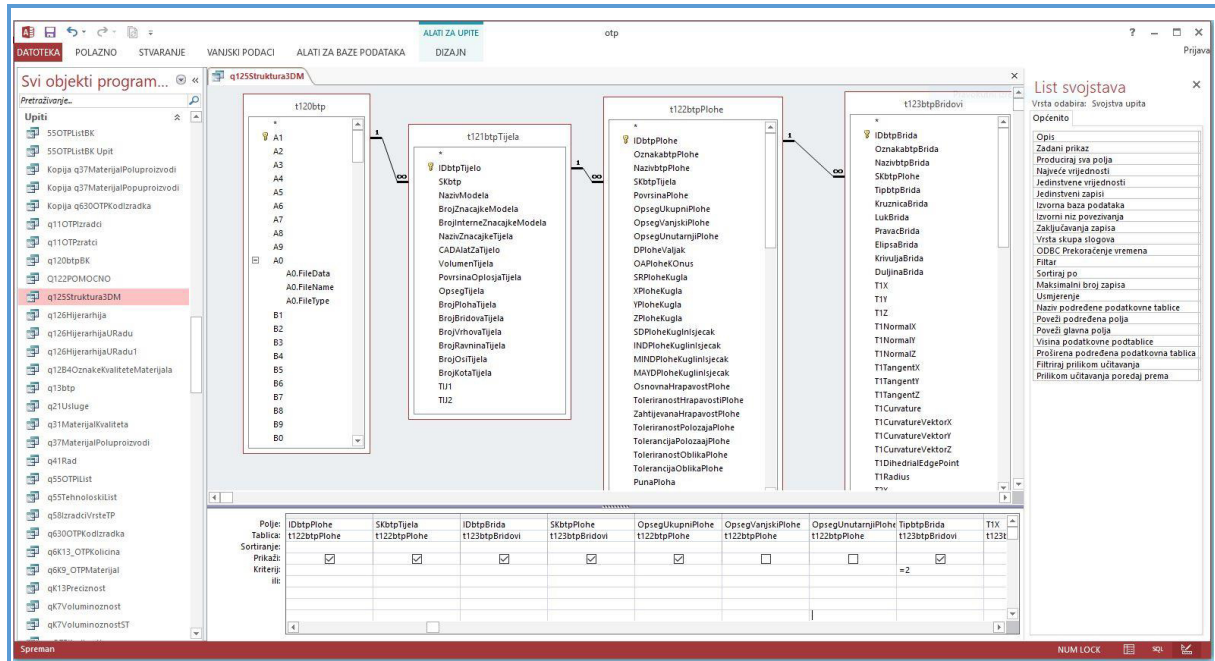 ALATI ZA UPITE
otp
DATOTEKA POLAZNO STVARANJE VANJSKI PODACI ALATI ZA BAZE PODATAKA DIZAJN
Prijava
Svi objekti program...
Pretraživanje...
Upiti
55OTPListBK
55OTPListBK Upit
Kopija q37MaterijalPoluproizvodi
Kopija q37MaterijalPopuproizvodi
Kopija q630OTPKodIzradka
q11OTPIzradci
q11OTPIzratci
q120btpBK
Q122POMOCNO
q125Struktura3DM
q126Hijerarhija
q126HijerarhijaURadu
q126HijerarhijaURadu1
q12B4OznakeKvaliteteMaterijala
q13btp
q21Usluge
q31MaterijalKvaliteta
q37MaterijalPoluproizvodi
q41Rad
q55OTPIList
q55TehnoloskiList
q58IzradciVrsteTP
q630OTPKodIzradka
q6K13_OTPKolicina
q6K9_OTPMaterijal
qK13Preciznost
qK7Voluminoznost
qK7VoluminoznostST
q125Struktura3DM
t120btp
*
A1
A2
A3
A4
A5
A6
A7
A8
A9
A0
A0.FileData
A0.FileName
A0.FileType
B1
B2
B3
B4
B5
B6
B7
B8
B9
B0
1
∞
t121btpTijela
*
IDbtpTijelo
SKbtp
NazivModela
BrojZnacajkeModela
BrojInterneZnacajkeModela
NazivZnacajkeTijela
CADAlatZaTijelo
VolumenTijela
PovrsinaOplosjaTijela
OpsegTijela
BrojPlohaTijela
BrojBridovaTijela
BrojVrhovaTijela
BrojRavninaTijela
BrojOsiTijela
BrojKotaTijela
TIJ1
TIJ2
1
∞
t122btpPlohe
*
IDbtpPlohe
OznakabtpPlohe
NazivbtpPlohe
SKbtpTijela
PovrsinaPlohe
OpsegUkupniPlohe
OpsegVanjskiPlohe
OpsegUnutarnjiPlohe
DPloheValjak
OAPloheKOnus
SRPloheKugla
XPloheKugla
YPloheKugla
ZPloheKugla
SDPloheKuglnIsjecak
INDPloheKuglinIsjecak
MINDPloheKuglinIsjecak
MAYDPloheKuglinIsjecak
OsnovnaHrapavostPlohe
ToleriranostHrapavostiPlohe
ZahtijevanaHrapavostPlohe
ToleriranostPolozajaPlohe
TolerancijaPolozaajPlohe
ToleriranostOblikaPlohe
TolerancijaOblikaPlohe
PunaPloha
1
∞
t123btpBridovi
*
IDbtpBrida
OznakabtpBrida
NazivbtpBrida
SKbtpPlohe
TipbtpBrida
KruznicaBrida
LukBrida
PravacBrida
ElipsaBrida
KrivuljaBrida
DuljinaBrida
T1X
T1Y
T1Z
T1NormalX
T1NormalY
T1NormalZ
T1TangentX
T1TangentY
T1TangentZ
T1Curvature
T1CurvatureVektorX
T1CurvatureVektorY
T1CurvatureVektorZ
T1DihedrialEdgePoint
T1Radius
Polje: IDbtpPlohe SKbtpTijela IDbtpBrida SKbtpPlohe OpsegUkupniPlohe OpsegVanjskiPlohe OpsegUnutarnjiPlohe TipbtpBrida T1X
Tablica: t122btpPlohe t122btpPlohe t123btpBridovi t123btpBridovi t122btpPlohe t122btpPlohe t122btpPlohe t123btpBridovi t123t
Sortiranje:
Prikaži:
Kriterij: =2
ili:
List svojstava
Vrsta odabira: Svojstva upita
Općenito
Opis
Zadani prikaz
Produciraj sva polja
Najveće vrijednosti
Jedinstvene vrijednosti
Jedinstveni zapisi
Izvorna baza podataka
Izvorni niz povezivanja
Zaključavanja zapisa
Vrsta skupa slogova
ODBC Prekoračenje vremena
Filtar
Sortiraj po
Maksimalni broj zapisa
Usmjerenje
Naziv podređene podatkovne tablice
Poveži podređena polja
Poveži glavna polja
Visina podatkovne podtablice
Proširena podređena podatkovna tablica
Filtriraj prilikom učitavanja
Prilikom učitavanja poredaj prema
Spreman
NUM LOCK
SQL